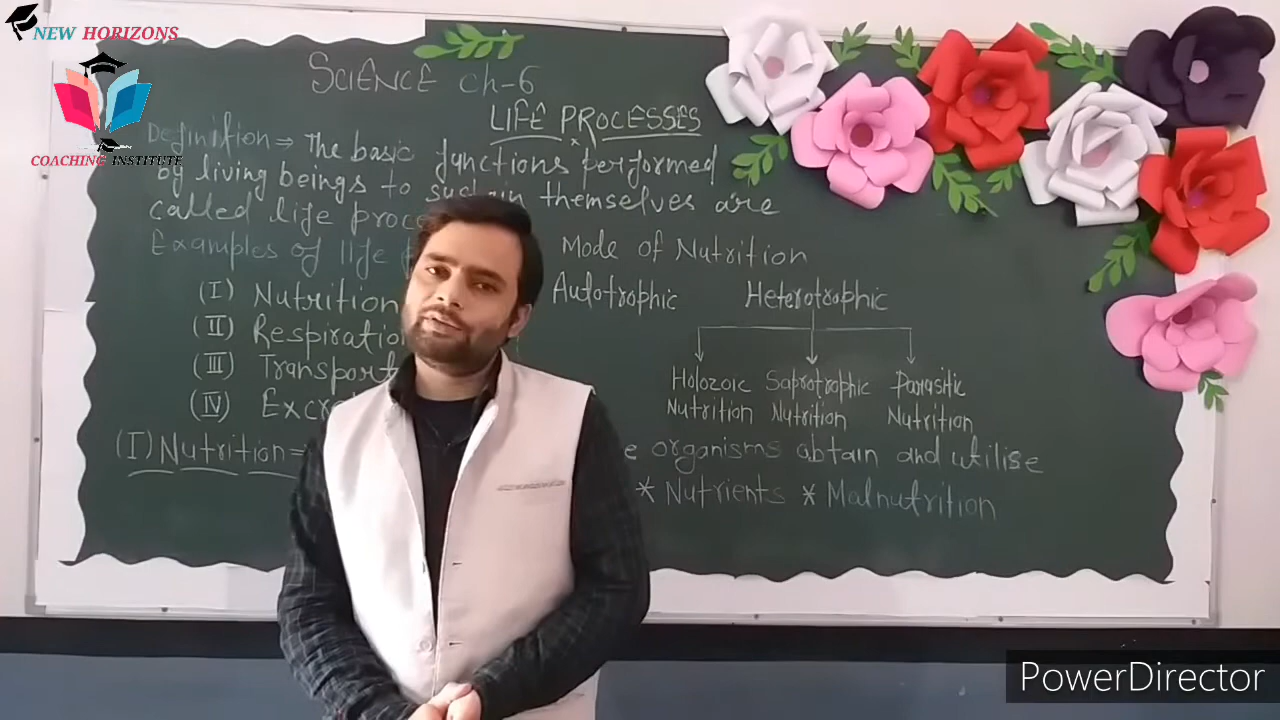 NEW HORIZONS
COACHING INSTITUTE
SCIENCE Ch-6
LIFE PROCESSES
Definition ⇒ The basic functions performed
by living beings to sustain themselves are
called life
Examples of life
(I) Nutrition
(II) Respiration
(III)
(IV)
Mode of Nutrition
Autotrophic Heterotrophic
Holozoic Nutrition
Saprotrophic Nutrition
Parasitic Nutrition
(I) Nutrition ⇒ organisms obtain and utilise
* Nutrients * Malnutrition
PowerDirector